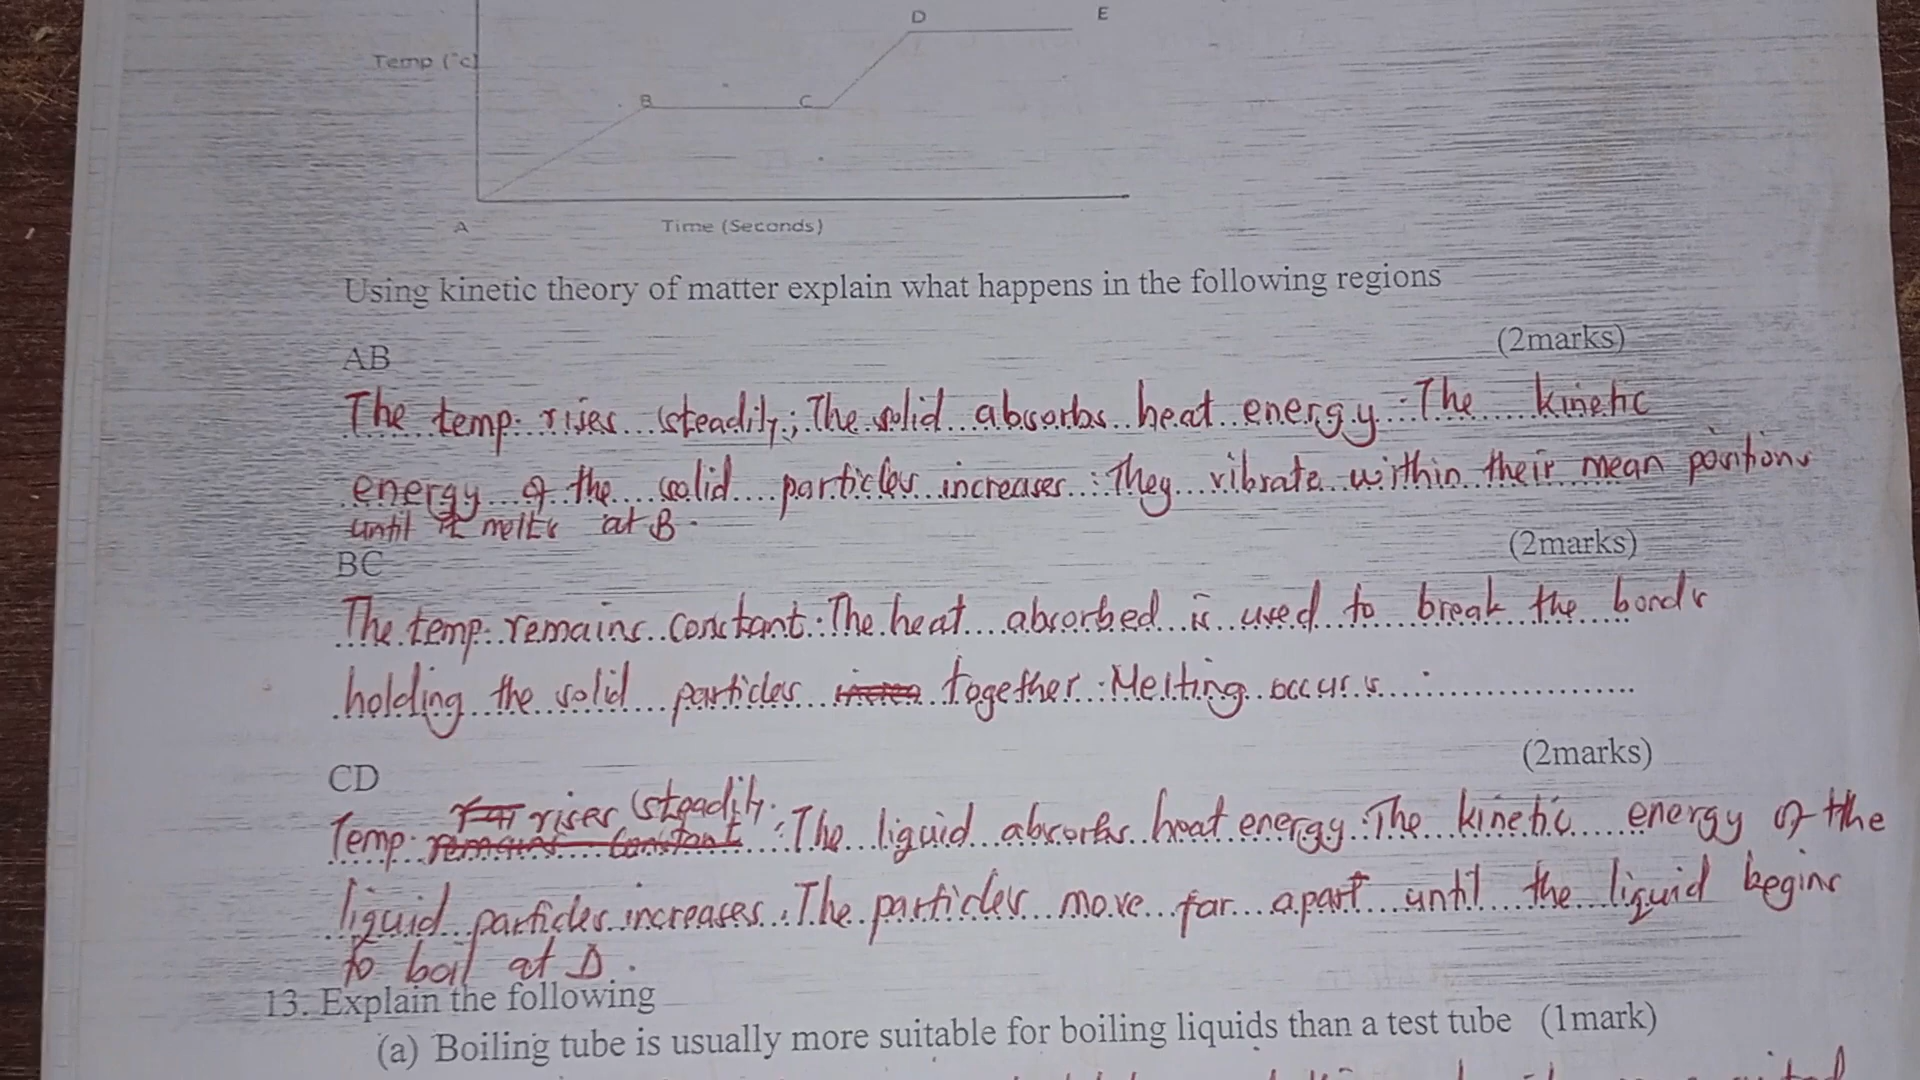 D E
Temp (°c)
B C
A Time (Seconds)
Using kinetic theory of matter explain what happens in the following regions
(2marks)
AB
The temp. rises steadily; The solid absorbs heat energy. The kinetic
energy of the solid particles increases. They vibrate within their mean positions
until it melts at B.
(2marks)
BC
The temp. remains constant. The heat absorbed is used to break the bonds
holding the solid particles together. Melting occurs
(2marks)
CD
rises steadily.
Temp. remains constant. The liquid absorbs heat energy. The kinetic energy of the
liquid particles increases. The particles move far apart until the liquid begins
to boil at D.
13. Explain the following
(a) Boiling tube is usually more suitable for boiling liquids than a test tube (1mark)